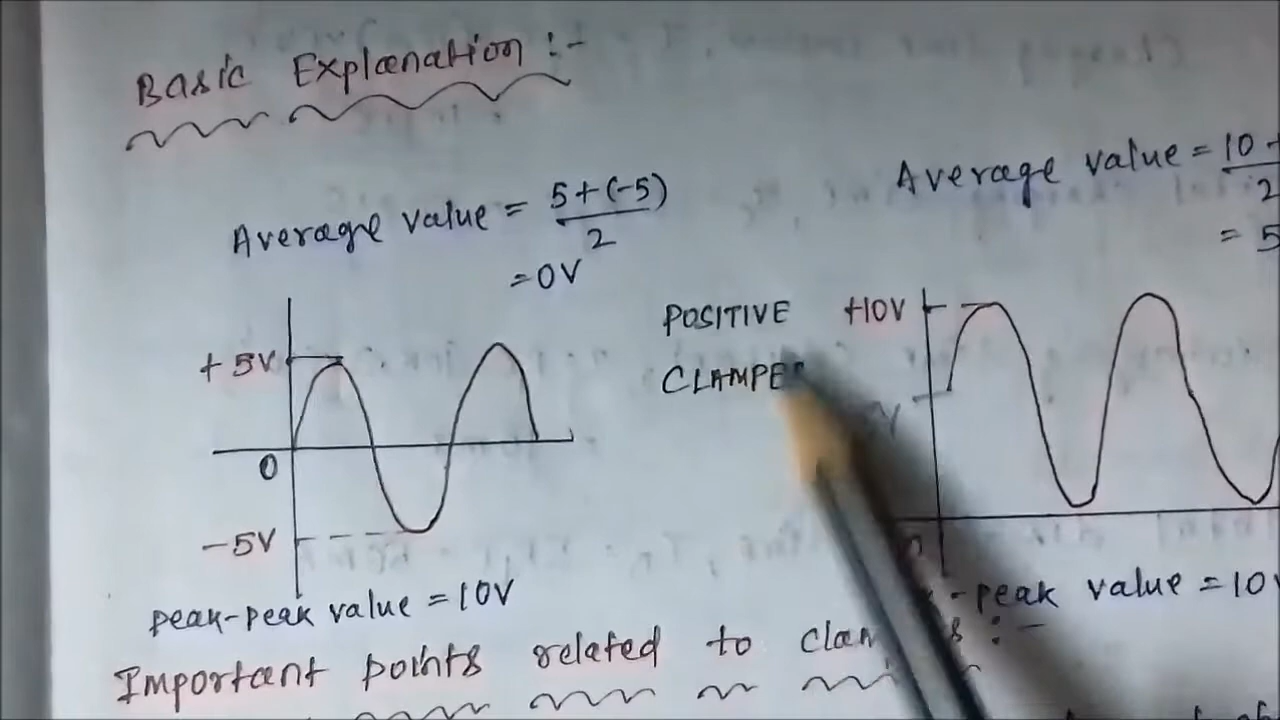 Basic Explanation :-
Average value = 5+(-5)
2
=0V
Average value = 10+
2
= 5
+5V
0
-5V
peak-peak value =10V
POSITIVE
CLAMPER
+10V
-peak value = 10V
Important points related to